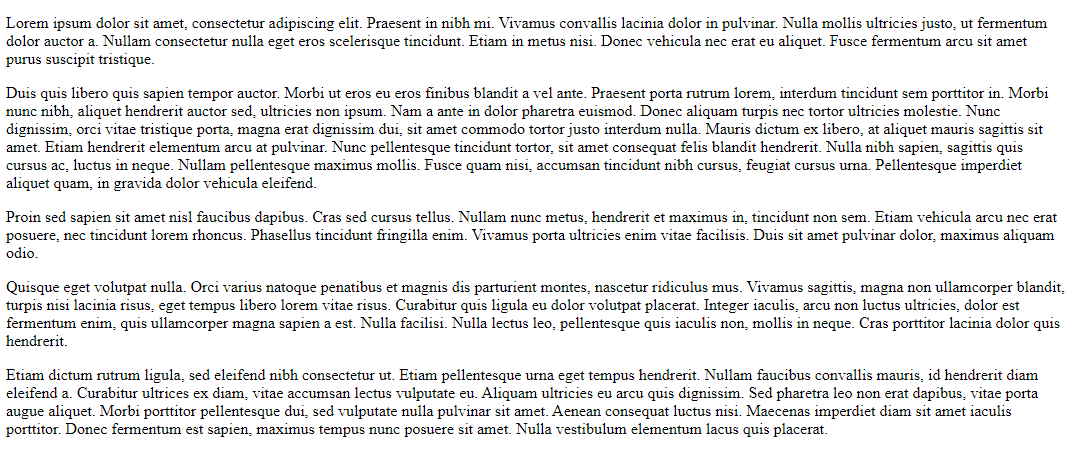 Lorem ipsum dolor sit amet, consectetur adipiscing elit. Praesent in nibh mi. Vivamus convallis lacinia dolor in pulvinar. Nulla mollis ultricies justo, ut fermentum
dolor auctor a. Nullam consectetur nulla eget eros scelerisque tincidunt. Etiam in metus nisi. Donec vehicula nec erat eu aliquet. Fusce fermentum arcu sit amet
purus suscipit tristique.
Duis quis libero quis sapien tempor auctor. Morbi ut eros eu eros finibus blandit a vel ante. Praesent porta rutrum lorem, interdum tincidunt sem porttitor in. Morbi
nunc nibh, aliquet hendrerit auctor sed, ultricies non ipsum. Nam a ante in dolor pharetra euismod. Donec aliquam turpis nec tortor ultricies molestie. Nunc
dignissim, orci vitae tristique porta, magna erat dignissim dui, sit amet commodo tortor justo interdum nulla. Mauris dictum ex libero, at aliquet mauris sagittis sit
amet. Etiam hendrerit elementum arcu at pulvinar. Nunc pellentesque tincidunt tortor, sit amet consequat felis blandit hendrerit. Nulla nibh sapien, sagittis quis
cursus ac, luctus in neque. Nullam pellentesque maximus mollis. Fusce quam nisi, accumsan tincidunt nibh cursus, feugiat cursus urna. Pellentesque imperdiet
aliquet quam, in gravida dolor vehicula eleifend.
Proin sed sapien sit amet nisl faucibus dapibus. Cras sed cursus tellus. Nullam nunc metus, hendrerit et maximus in, tincidunt non sem. Etiam vehicula arcu nec erat
posuere, nec tincidunt lorem rhoncus. Phasellus tincidunt fringilla enim. Vivamus porta ultricies enim vitae facilisis. Duis sit amet pulvinar dolor, maximus aliquam
odio.
Quisque eget volutpat nulla. Orci varius natoque penatibus et magnis dis parturient montes, nascetur ridiculus mus. Vivamus sagittis, magna non ullamcorper blandit,
turpis nisi lacinia risus, eget tempus libero lorem vitae risus. Curabitur quis ligula eu dolor volutpat placerat. Integer iaculis, arcu non luctus ultricies, dolor est
fermentum enim, quis ullamcorper magna sapien a est. Nulla facilisi. Nulla lectus leo, pellentesque quis iaculis non, mollis in neque. Cras porttitor lacinia dolor quis
hendrerit.
Etiam dictum rutrum ligula, sed eleifend nibh consectetur ut. Etiam pellentesque urna eget tempus hendrerit. Nullam faucibus convallis mauris, id hendrerit diam
eleifend a. Curabitur ultrices ex diam, vitae accumsan lectus vulputate eu. Aliquam ultricies eu arcu quis dignissim. Sed pharetra leo non erat dapibus, vitae porta
augue aliquet. Morbi porttitor pellentesque dui, sed vulputate nulla pulvinar sit amet. Aenean consequat luctus nisi. Maecenas imperdiet diam sit amet iaculis
porttitor. Donec fermentum est sapien, maximus tempus nunc posuere sit amet. Nulla vestibulum elementum lacus quis placerat.